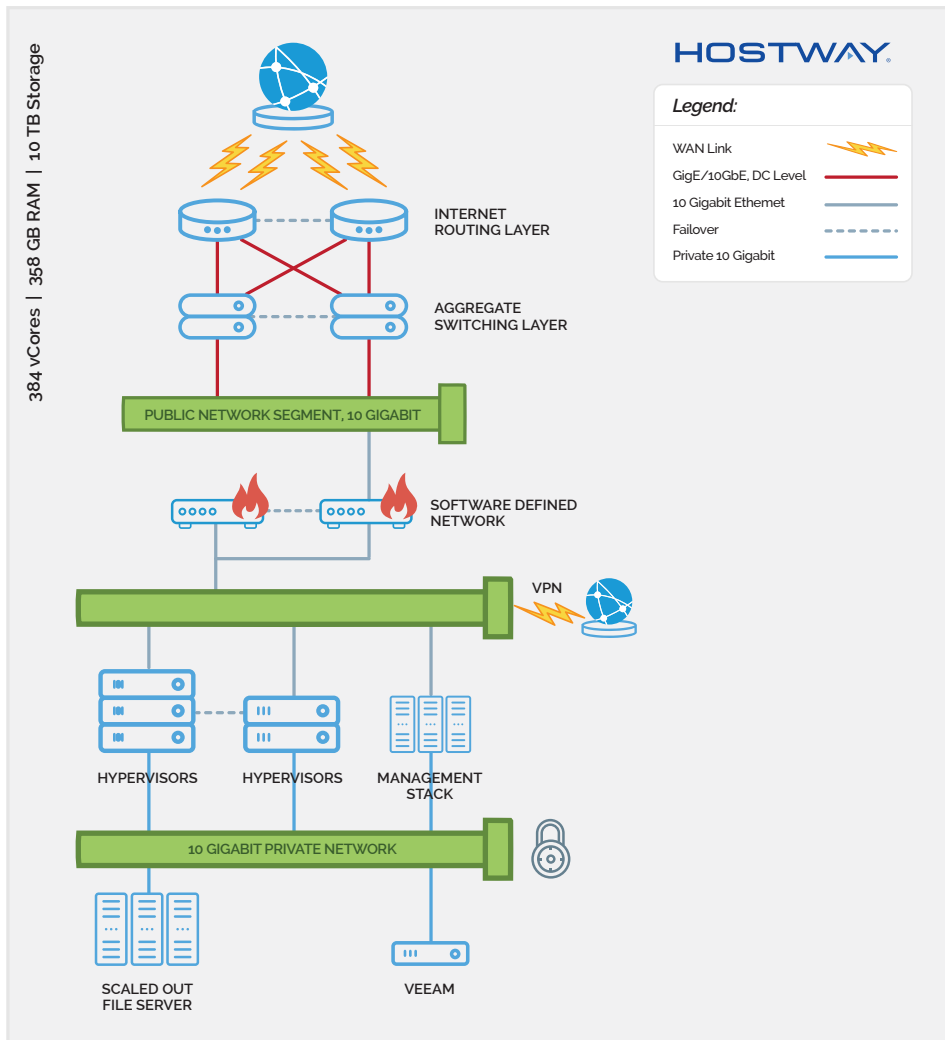 384 vCores | 358 GB RAM | 10 TB Storage
HOSTWAY®
Legend:
WAN Link
GigE/10GbE, DC Level
10 Gigabit Ethemet
Failover
Private 10 Gigabit
INTERNET
ROUTING LAYER
AGGREGATE
SWITCHING LAYER
PUBLIC NETWORK SEGMENT, 10 GIGABIT
SOFTWARE DEFINED
NETWORK
VPN
HYPERVISORS
HYPERVISORS
MANAGEMENT
STACK
10 GIGABIT PRIVATE NETWORK
SCALED OUT
FILE SERVER
VEEAM